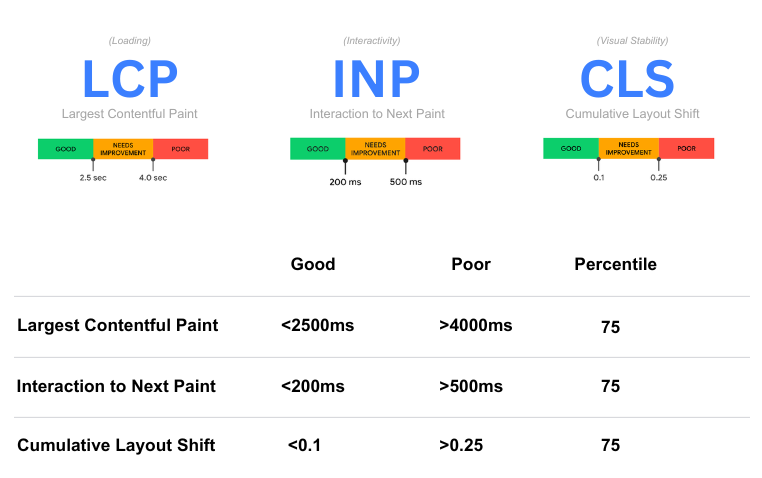 (Loading)
LCP
Largest Contentful Paint
GOOD
NEEDS
IMPROVEMENT
POOR
2.5 sec
4.0 sec
(Interactivity)
INP
Interaction to Next Paint
GOOD
NEEDS
IMPROVEMENT
POOR
200 ms
500 ms
(Visual Stability)
CLS
Cumulative Layout Shift
GOOD
NEEDS
IMPROVEMENT
POOR
0.1
0.25
Good Poor Percentile
Largest Contentful Paint <2500ms >4000ms 75
Interaction to Next Paint <200ms >500ms 75
Cumulative Layout Shift <0.1 >0.25 75